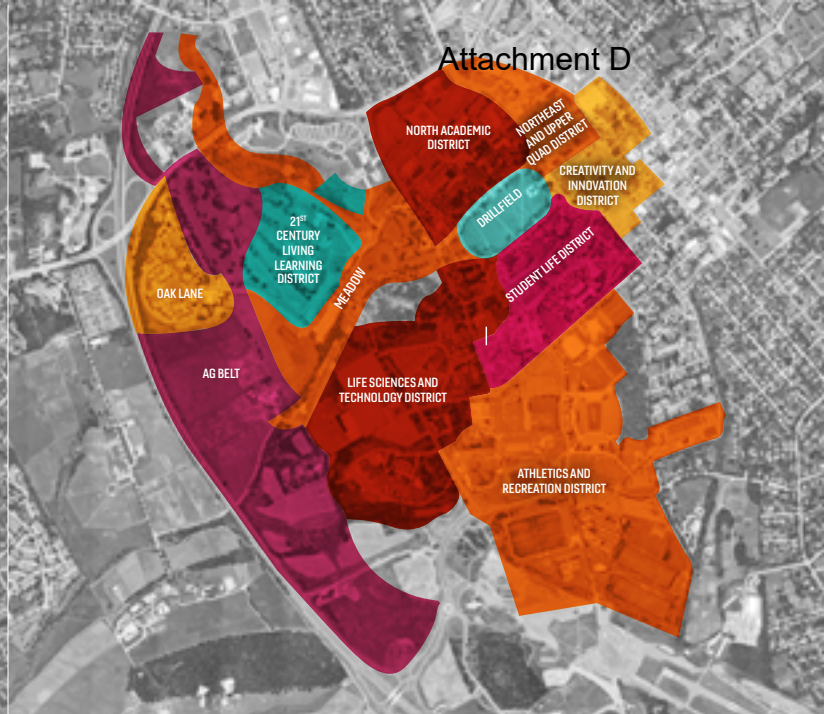 Attachment D
NORTH ACADEMIC
DISTRICT
NORTHEAST
AND UPPER
QUAD DISTRICT
CREATIVITY AND
INNOVATION
DISTRICT
DRILLFIELD
21ST
CENTURY
LIVING
LEARNING
DISTRICT
STUDENT LIFE DISTRICT
MEADOW
OAK LANE
AG BELT
LIFE SCIENCES AND
TECHNOLOGY DISTRICT
ATHLETICS AND
RECREATION DISTRICT